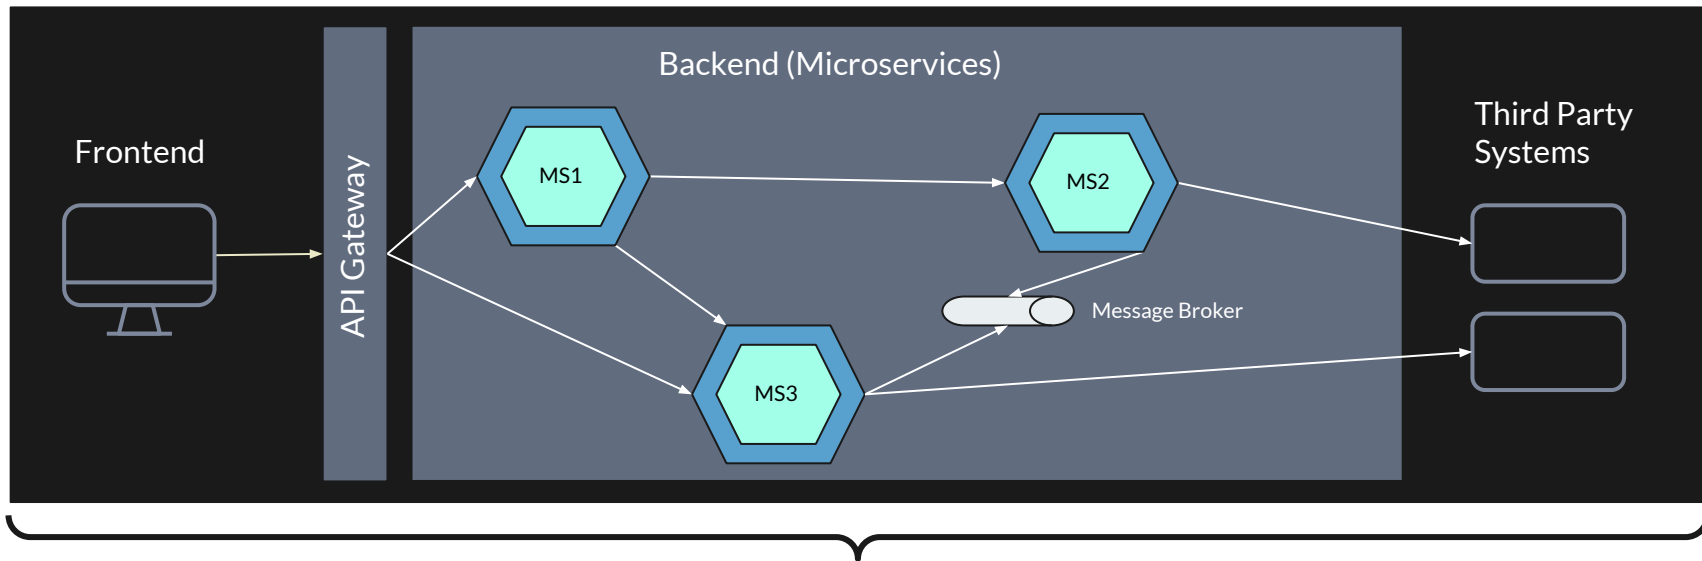 Backend (Microservices)
Frontend
API Gateway
MS1
MS2
MS3
Message Broker
Third Party
Systems